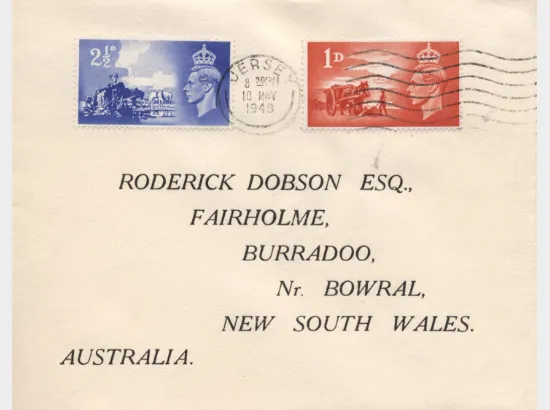 2½D
JERSEY
8 30PM
10 MAY
1948
1D
RODERICK DOBSON ESQ.,
FAIRHOLME,
BURRADOO,
Nr. BOWRAL,
NEW SOUTH WALES.
AUSTRALIA.